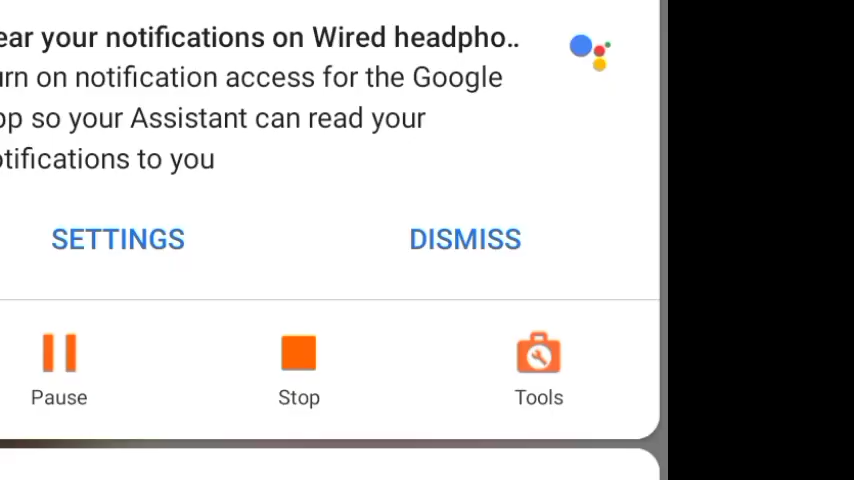 ear your notifications on Wired headpho..
urn on notification access for the Google
pp so your Assistant can read your
otifications to you
SETTINGS DISMISS
Pause Stop Tools